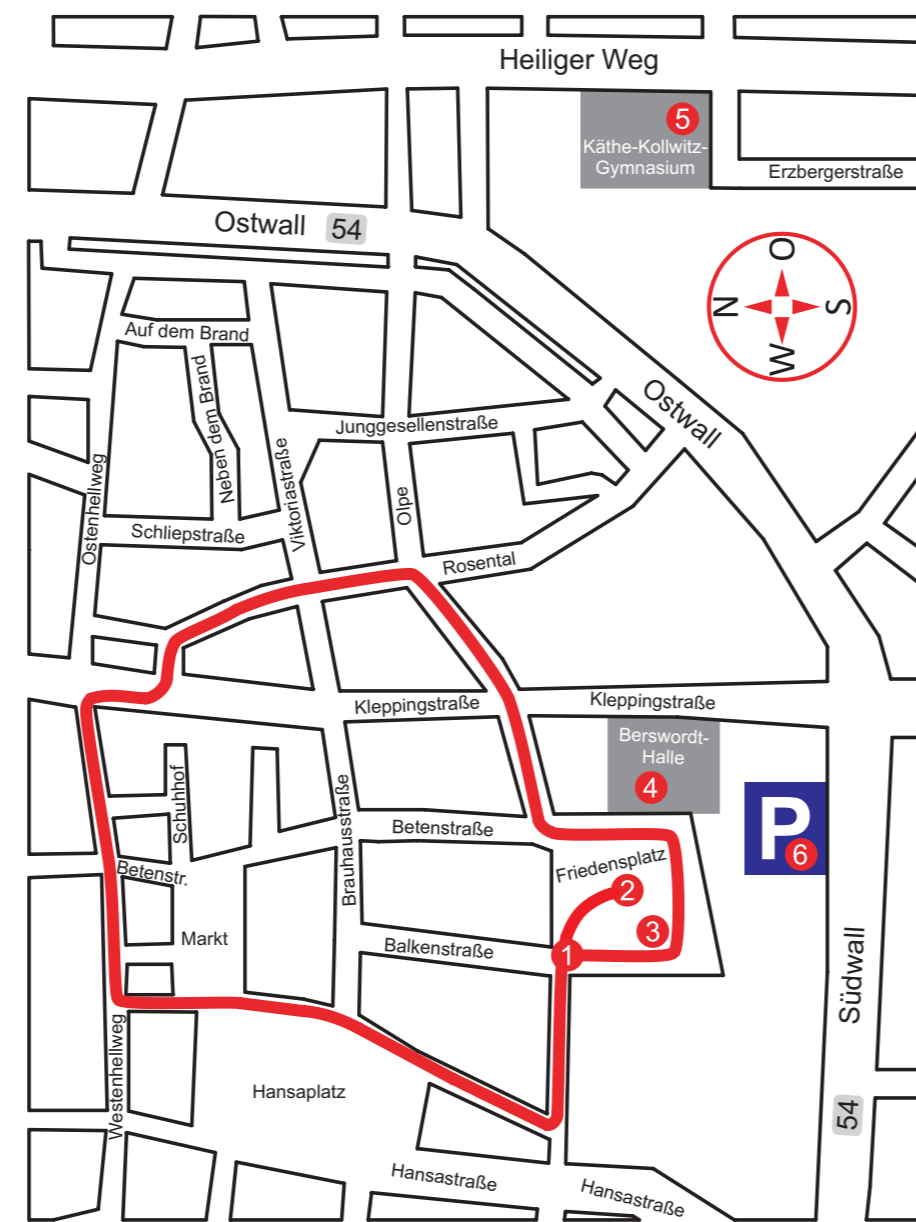 Heiliger Weg
5
Käthe-Kollwitz-
Gymnasium
Erzbergerstraße
Ostwall 54
O
N
S
W
Auf dem Brand
Neben dem Brand
Ostwall
Junggesellenstraße
Ostenhellweg
Viktoriastraße
Olpe
Schliepstraße
Rosental
Kleppingstraße
Kleppingstraße
Berswordt-
Halle
4
Schuhhof
Brauhausstraße
Betenstraße
P
6
Friedensplatz
Betenstr.
2
3
Markt
Balkenstraße
1
Südwall
Westenhellweg
Hansaplatz
54
Hansastraße
Hansastraße